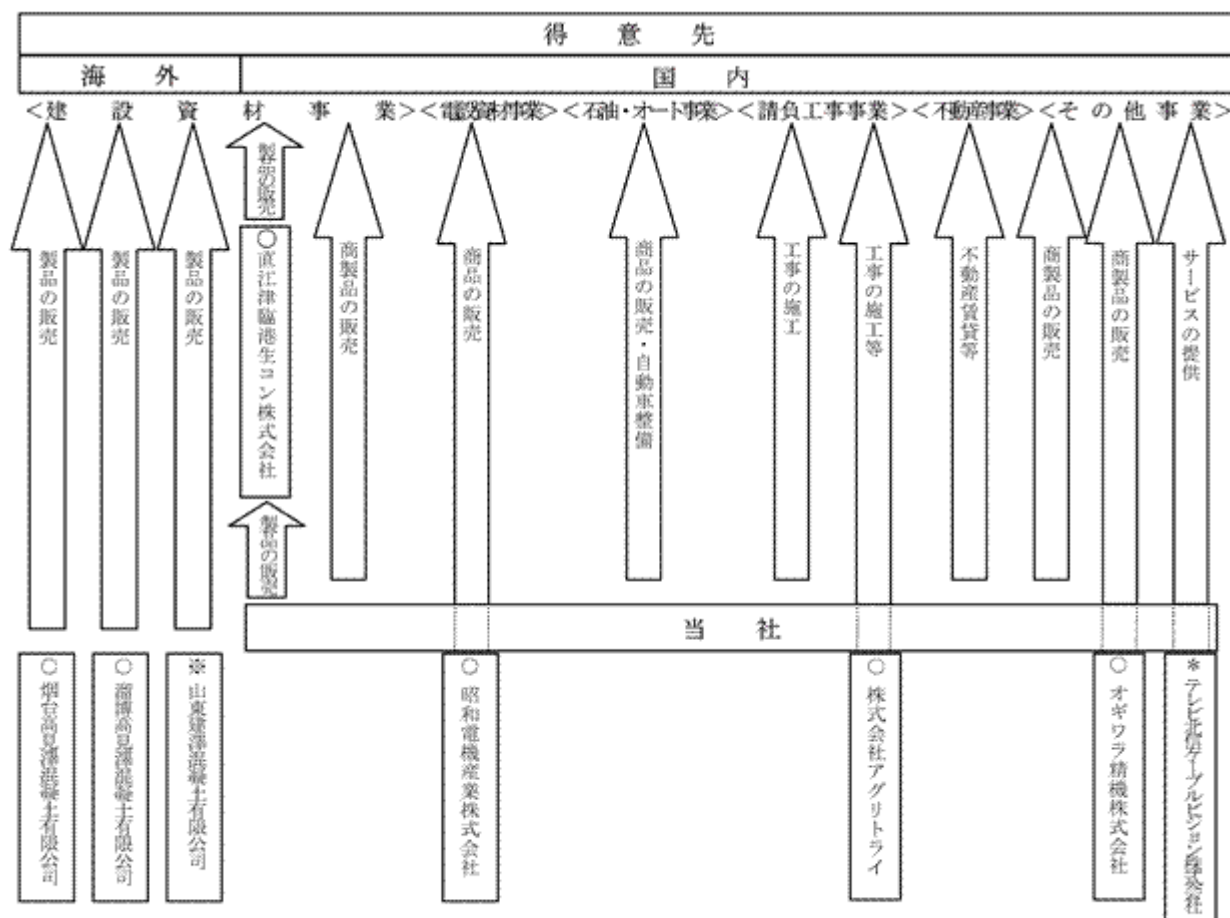 得意先
海外
国内
<建設資材事業><電設資材事業><石油・オート事業><請負工事事業><不動産事業><その他事業>
製品の販売
製品の販売
製品の販売
製品の販売
○直江津臨港生コン株式会社
製品の販売
商製品の販売
商品の販売
商品の販売・自動車整備
工事の施工
工事の施工等
不動産賃貸等
商製品の販売
商製品の販売
サービスの提供
当社
○烟台高見澤混凝土有限公司
○淄博高見澤混凝土有限公司
※山東建澤混凝土有限公司
○昭和電機産業株式会社
○株式会社アグリトライ
○オギワラ精機株式会社
*テレビ北信ケーブルビジョン株式会社